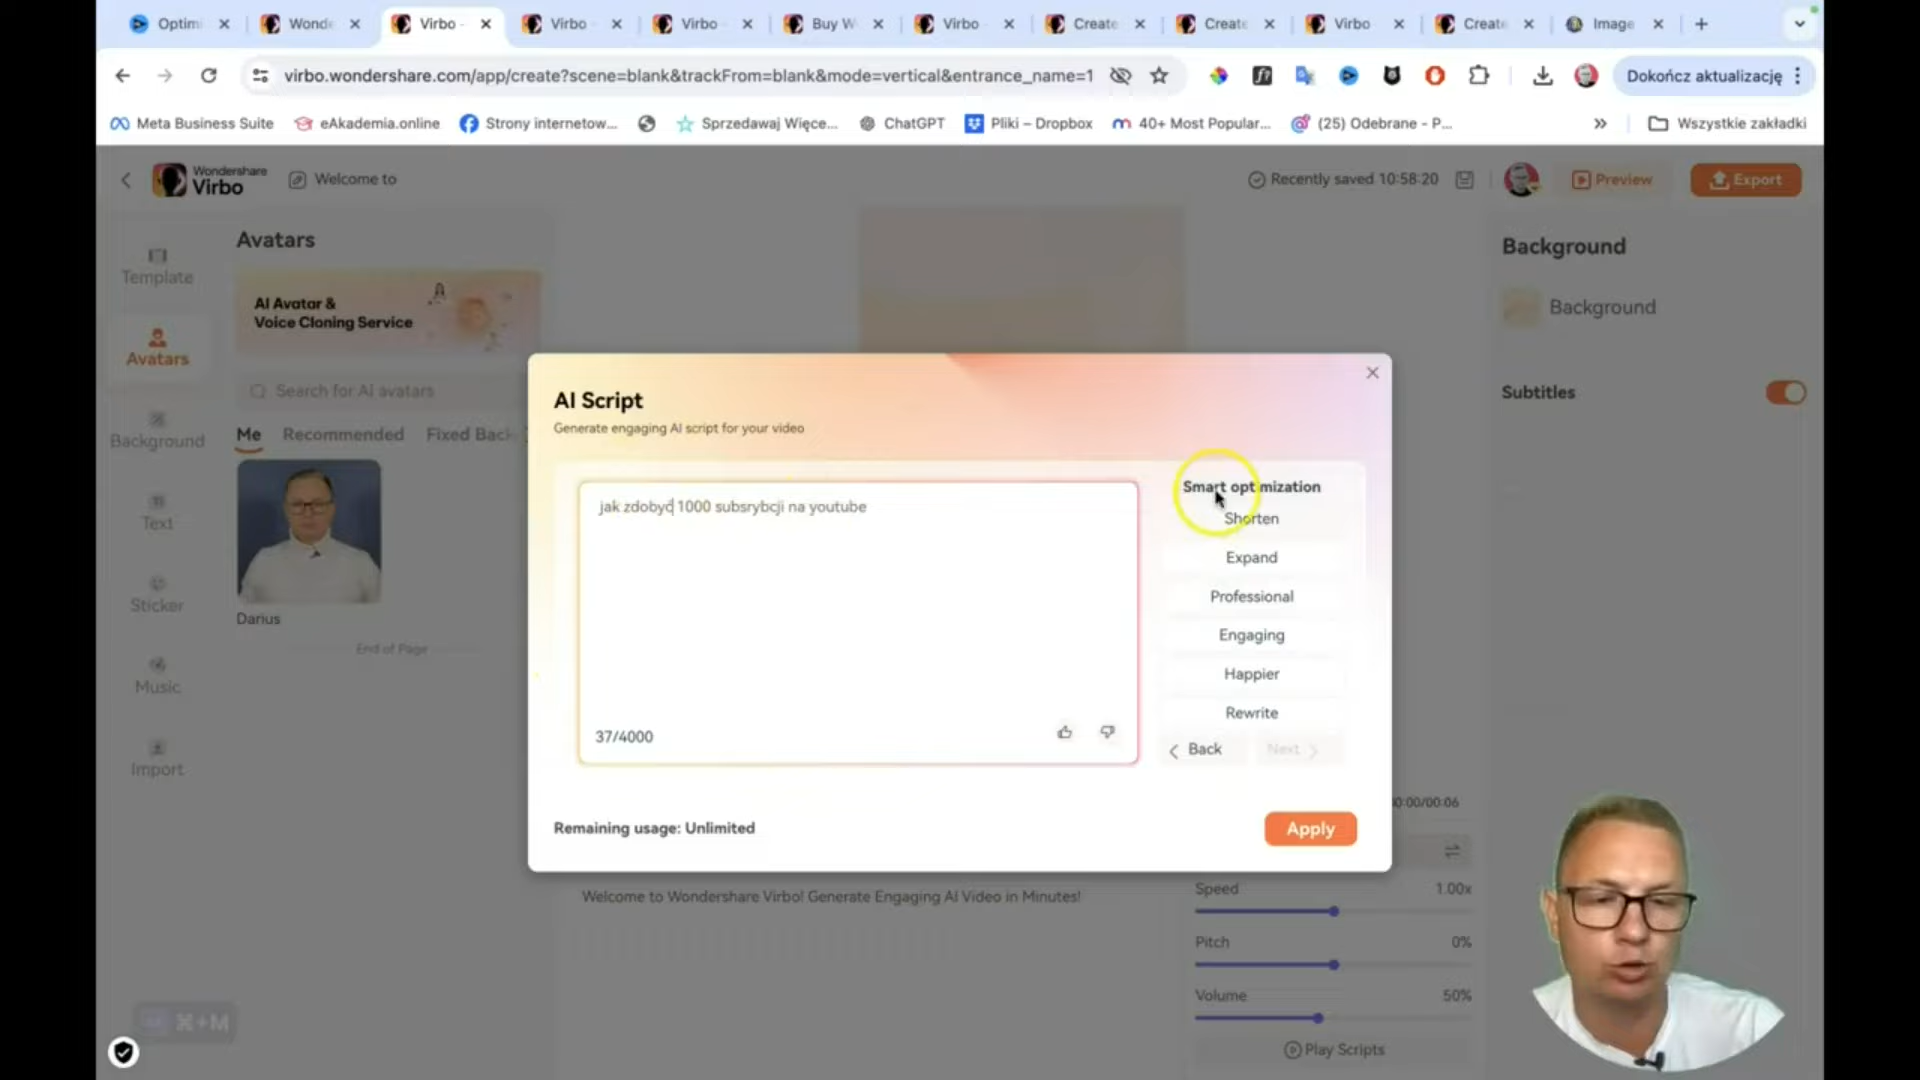 Optimi
Wonde
Virbo -
Virbo
Virbo
Buy W
Virbo
Create
Create
Virbo
Create
Image
virbo.wondershare.com/app/create?scene=blank&trackFrom=blank&mode=vertical&entrance_name=1
Dokończ aktualizację
Meta Business Suite
eAkademia.online
Strony internetow...
Sprzedawaj Więce...
ChatGPT
Pliki – Dropbox
40+ Most Popular...
(25) Odebrane - P...
Wszystkie zakładki
Wondershare
Virbo
Welcome to
Recently saved 10:58:20
Preview
Export
Template
Avatars
Background
Text
Sticker
Music
Import
Avatars
AI Avatar &
Voice Cloning Service
Search for AI avatars
Me
Recommended
Fixed Back
Darius
End of Page
AI Script
Generate engaging AI script for your video
jak zdobyć 1000 subsrybcji na youtube
37/4000
Smart optimization
Shorten
Expand
Professional
Engaging
Happier
Rewrite
Back
Next
Remaining usage: Unlimited
Apply
Welcome to Wondershare Virbo! Generate Engaging AI Video in Minutes!
Background
Background
Subtitles
00:00/00:06
Speed
1.00x
Pitch
0%
Volume
50%
Play Scripts
⌘+M